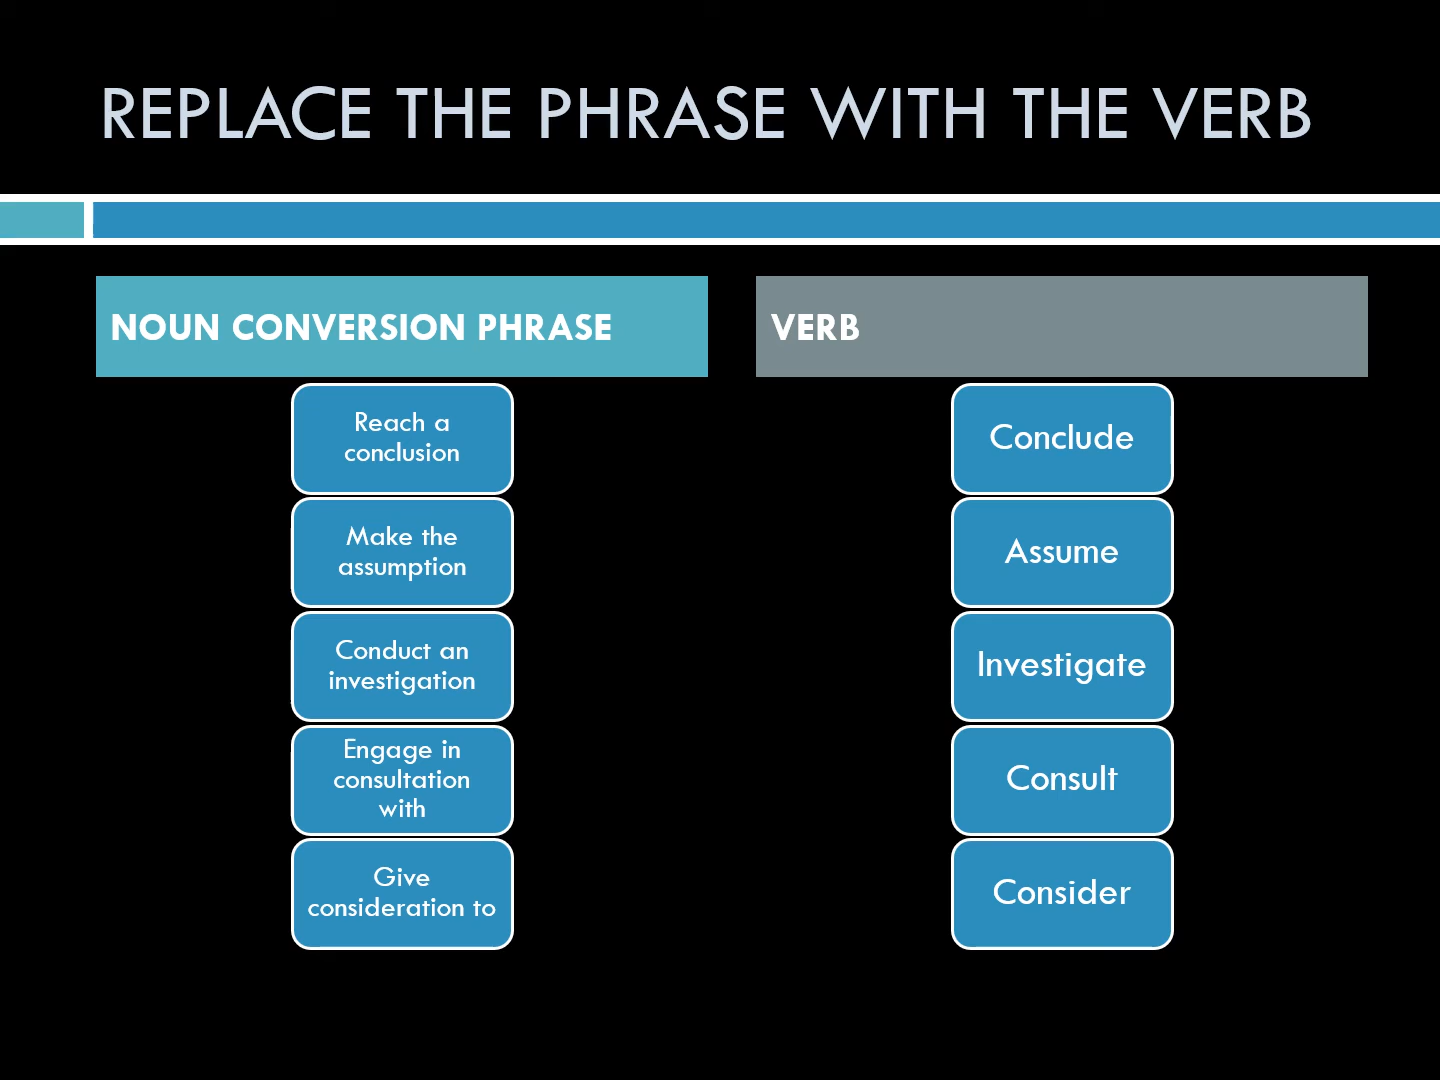 REPLACE THE PHRASE WITH THE VERB
NOUN CONVERSION PHRASE
Reach a
conclusion
Make the
assumption
Conduct an
investigation
Engage in
consultation
with
Give
consideration to
VERB
Conclude
Assume
Investigate
Consult
Consider